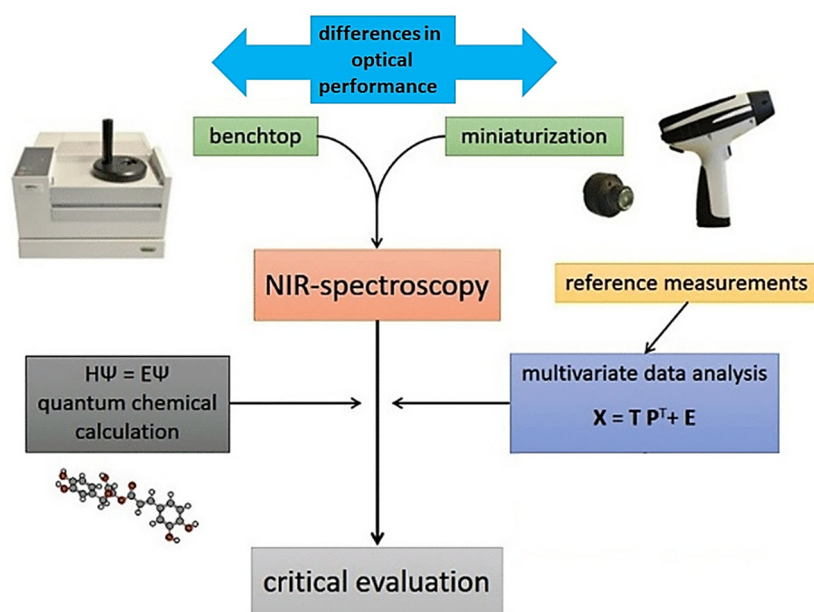 differences in
optical
performance
benchtop
miniaturization
NIR-spectroscopy
reference measurements
HΨ = EΨ
quantum chemical
calculation
multivariate data analysis
X = T Pᵀ + E
critical evaluation